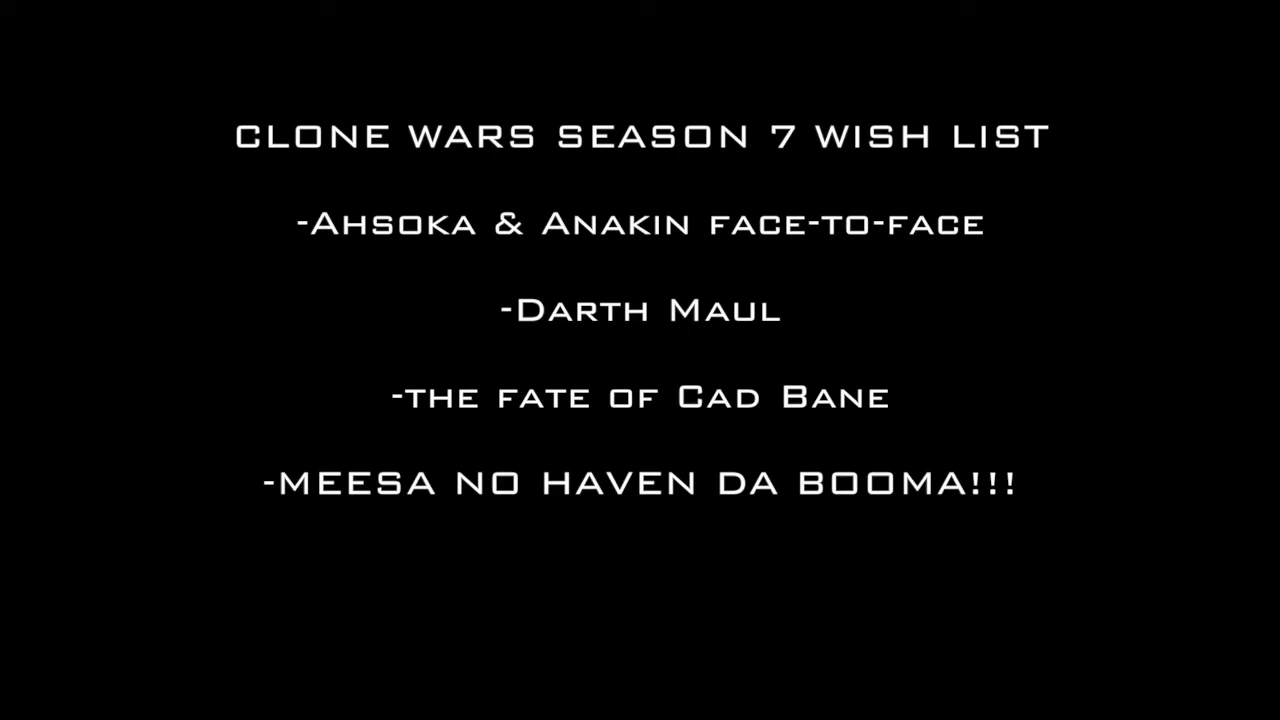 CLONE WARS SEASON 7 WISH LIST
-Ahsoka & Anakin face-to-face
-Darth Maul
-the fate of Cad Bane
-MEESA NO HAVEN DA BOOMA!!!